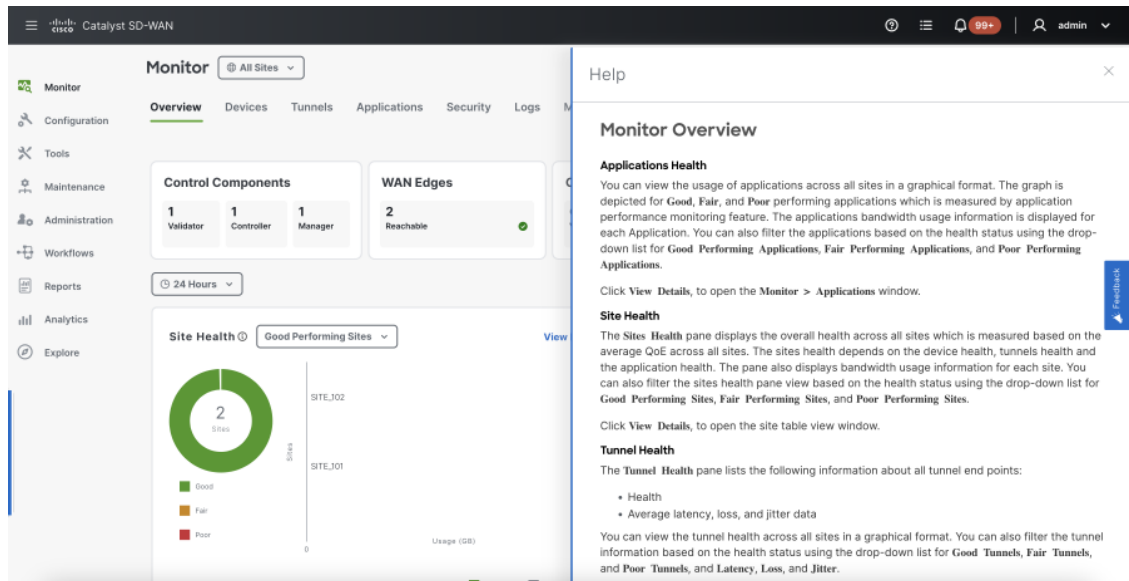 cisco Catalyst SD-WAN
99+
admin
Monitor
Configuration
Tools
Maintenance
Administration
Workflows
Reports
Analytics
Explore
Monitor All Sites
Overview Devices Tunnels Applications Security Logs M
Control Components
1 1 1
Validator Controller Manager
WAN Edges
2
Reachable
24 Hours
Site Health Good Performing Sites View
2
Sites
Good
Fair
Poor
Sites
SITE_102
SITE_101
0
Usage (GB)
Help
Monitor Overview
Applications Health
You can view the usage of applications across all sites in a graphical format. The graph is
depicted for Good, Fair, and Poor performing applications which is measured by application
performance monitoring feature. The applications bandwidth usage information is displayed for
each Application. You can also filter the applications based on the health status using the drop-
down list for Good Performing Applications, Fair Performing Applications, and Poor Performing
Applications.
Click View Details, to open the Monitor > Applications window.
Site Health
The Sites Health pane displays the overall health across all sites which is measured based on the
average QoE across all sites. The sites health depends on the device health, tunnels health and
the application health. The pane also displays bandwidth usage information for each site. You
can also filter the sites health pane view based on the health status using the drop-down list for
Good Performing Sites, Fair Performing Sites, and Poor Performing Sites.
Click View Details, to open the site table view window.
Tunnel Health
The Tunnel Health pane lists the following information about all tunnel end points:
• Health
• Average latency, loss, and jitter data
You can view the tunnel health across all sites in a graphical format. You can also filter the tunnel
information based on the health status using the drop-down list for Good Tunnels, Fair Tunnels,
and Poor Tunnels, and Latency, Loss, and Jitter.
Feedback